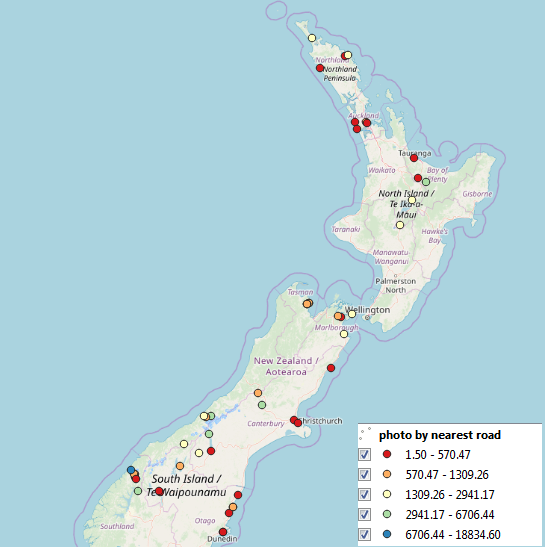 Northland
Northland
Peninsula
Auckland
Tauranga
Waikato
Bay of
Plenty
North Island /
Te Ika-a-
Māui
Gisborne
Taranaki
Hawke's
Bay
Manawatū-
Wanganui
Palmerston
North
Tasman
Wellington
Marlborough
New Zealand /
Aotearoa
Canterbury
Christchurch
South Island /
Te Waipounamu
Southland
Otago
Dunedin
photo by nearest road
1.50 - 570.47
570.47 - 1309.26
1309.26 - 2941.17
2941.17 - 6706.44
6706.44 - 18834.60